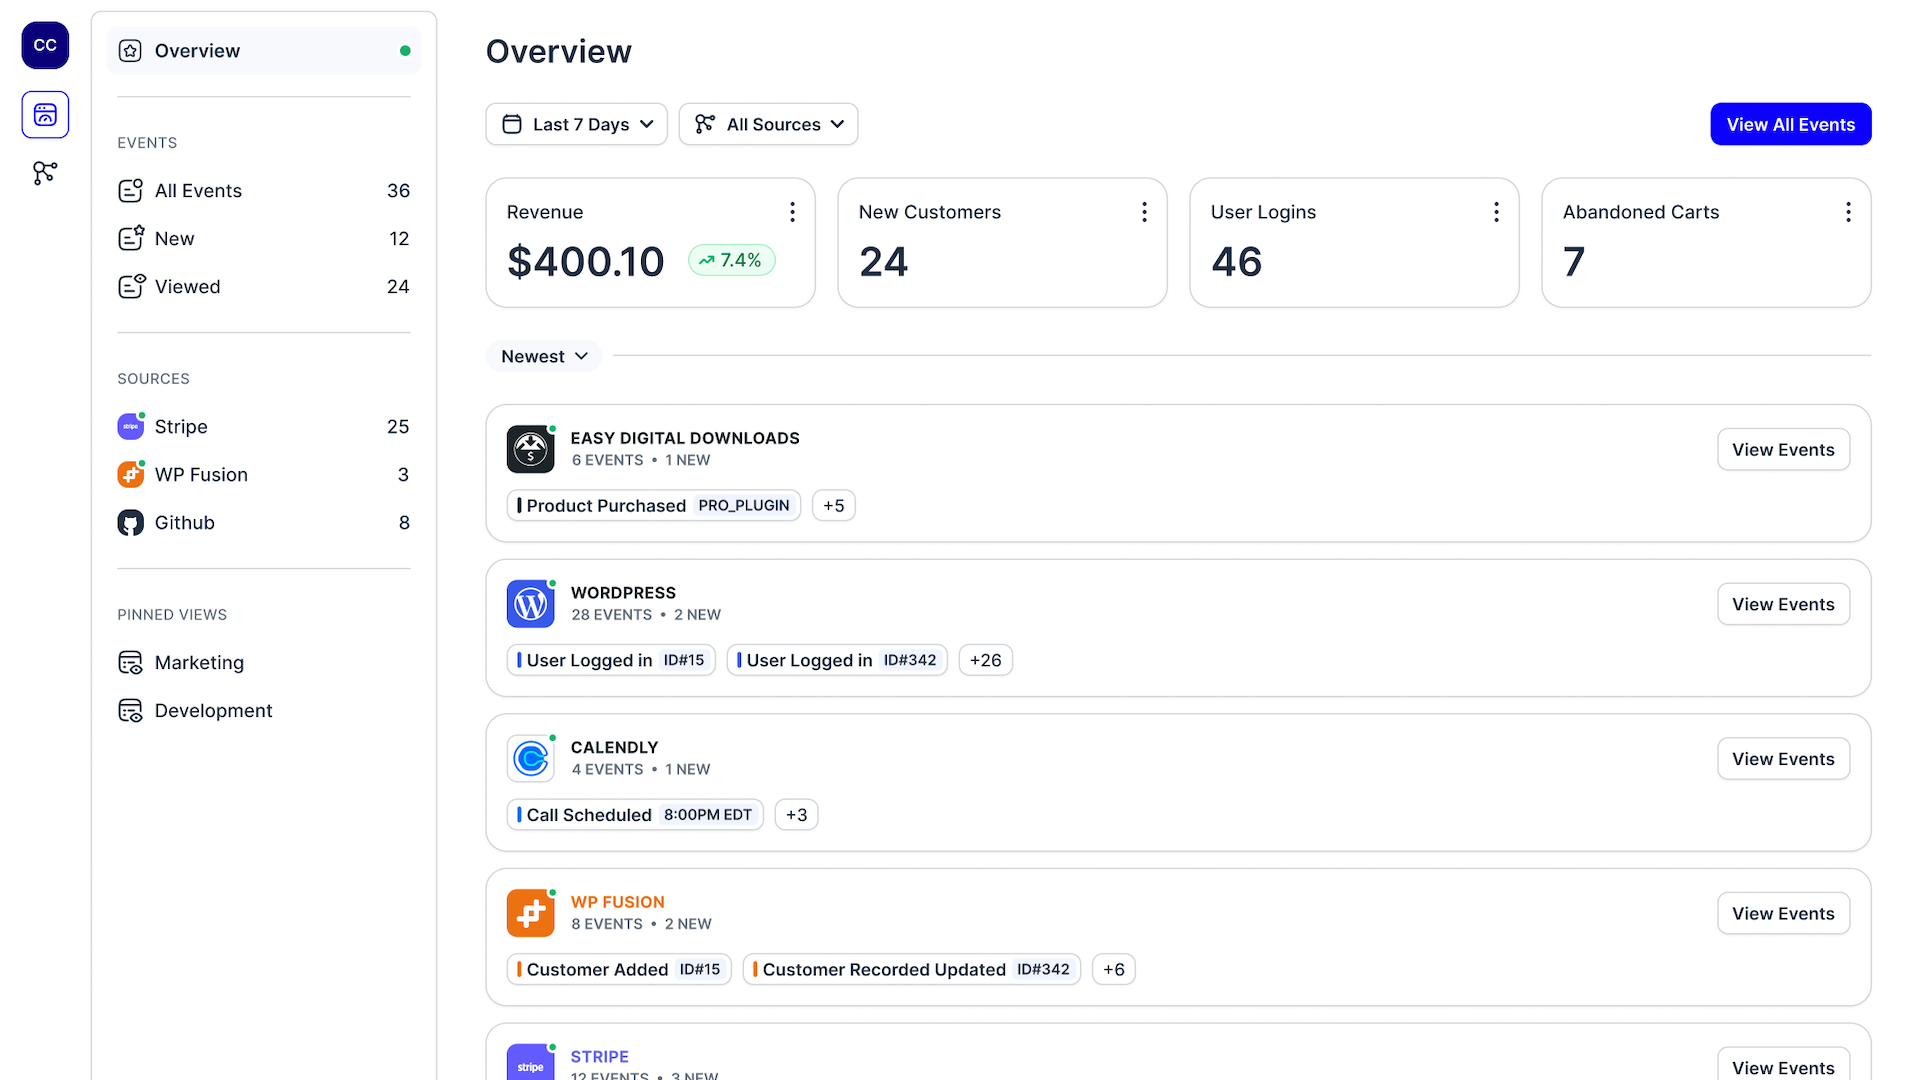 CC
Overview
EVENTS
All Events 36
New 12
Viewed 24
SOURCES
stripe Stripe 25
WP Fusion 3
Github 8
PINNED VIEWS
Marketing
Development
Overview
Last 7 Days All Sources View All Events
Revenue
$400.10 7.4%
New Customers
24
User Logins
46
Abandoned Carts
7
Newest
EASY DIGITAL DOWNLOADS
6 EVENTS • 1 NEW
View Events
Product Purchased PRO_PLUGIN +5
WORDPRESS
28 EVENTS • 2 NEW
View Events
User Logged in ID#15 User Logged in ID#342 +26
CALENDLY
4 EVENTS • 1 NEW
View Events
Call Scheduled 8:00PM EDT +3
WP FUSION
8 EVENTS • 2 NEW
View Events
Customer Added ID#15 Customer Recorded Updated ID#342 +6
stripe
STRIPE
12 EVENTS • 3 NEW
View Events